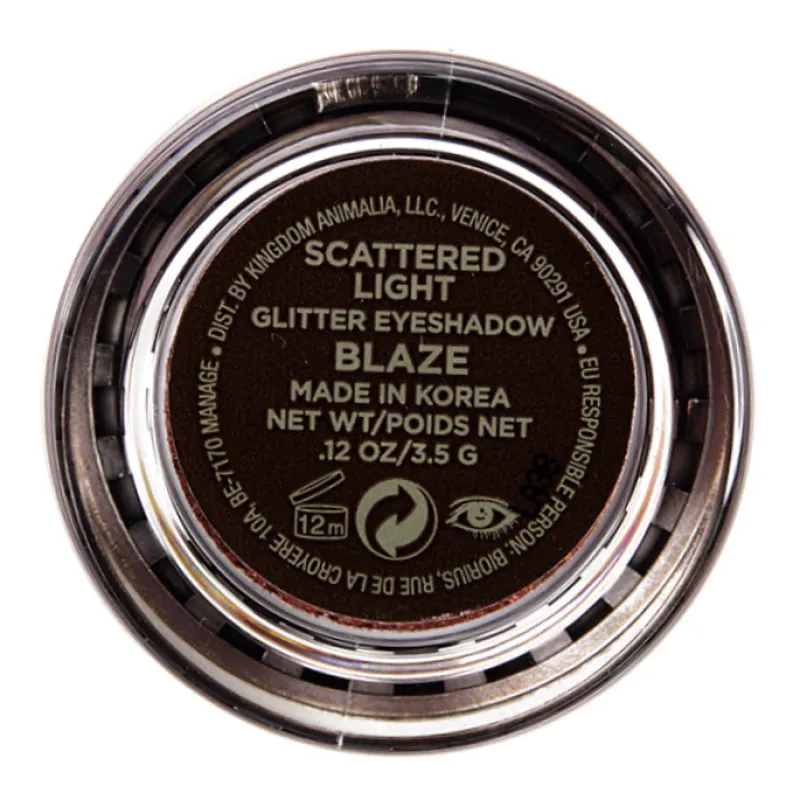 SCATTERED
LIGHT
GLITTER EYESHADOW
BLAZE
MADE IN KOREA
NET WT/POIDS NET
.12 OZ/3.5 G
12m
• DIST. BY KINGDOM ANIMALIA, LLC., VENICE, CA 90291 USA • EU RESPONSIBLE PERSON: BIORIUS, RUE DE LA CROYERE 10A, BE-7170 MANAGE